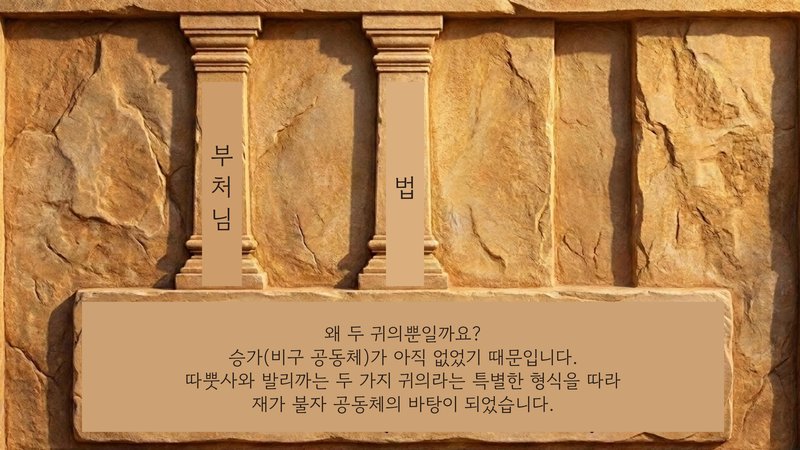 부처님
법
왜 두 귀의뿐일까요?
승가(비구 공동체)가 아직 없었기 때문입니다.
따뿟사와 발리까는 두 가지 귀의라는 특별한 형식을 따라
재가 불자 공동체의 바탕이 되었습니다.